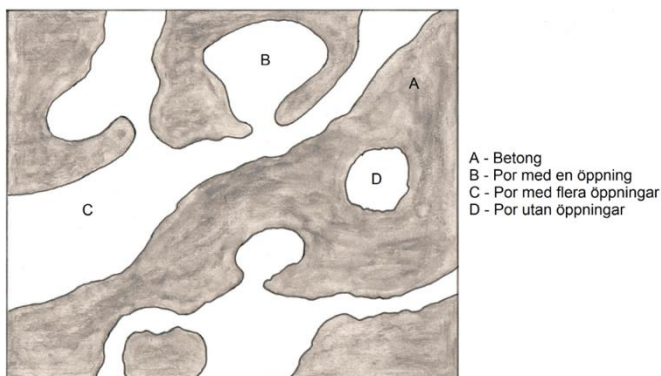 B
A
D
C
A - Betong
B - Por med en öppning
C - Por med flera öppningar
D - Por utan öppningar